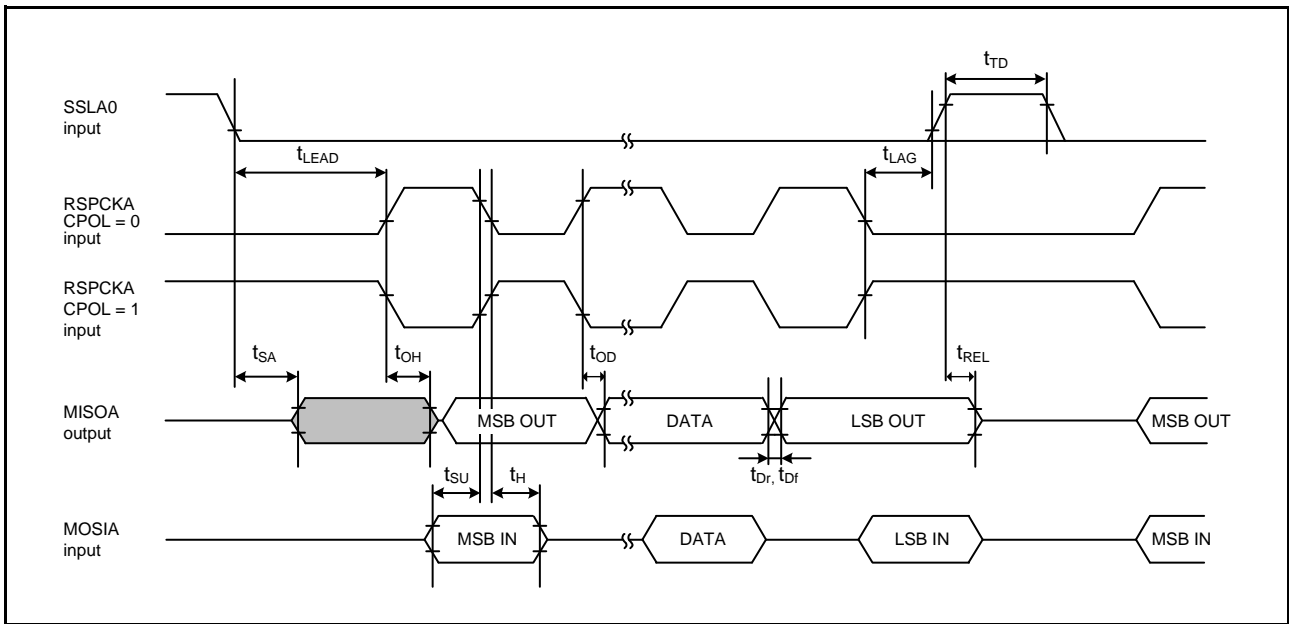 tTD
SSLA0
input
tLEAD
tLAG
RSPCKA
CPOL = 0
input
RSPCKA
CPOL = 1
input
tSA
tOH
tOD
tREL
MISOA
output
MSB OUT
DATA
LSB OUT
MSB OUT
tSU
tH
tDr, tDf
MOSIA
input
MSB IN
DATA
LSB IN
MSB IN